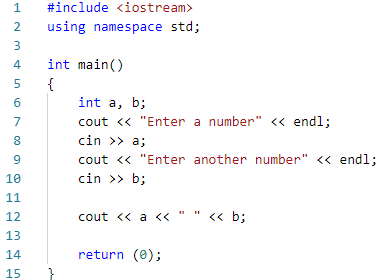 1 #include <iostream>
2 using namespace std;
3
4 int main()
5 {
6     int a, b;
7     cout << "Enter a number" << endl;
8     cin >> a;
9     cout << "Enter another number" << endl;
10     cin >> b;
11
12     cout << a << " " << b;
13
14     return (0);
15 }